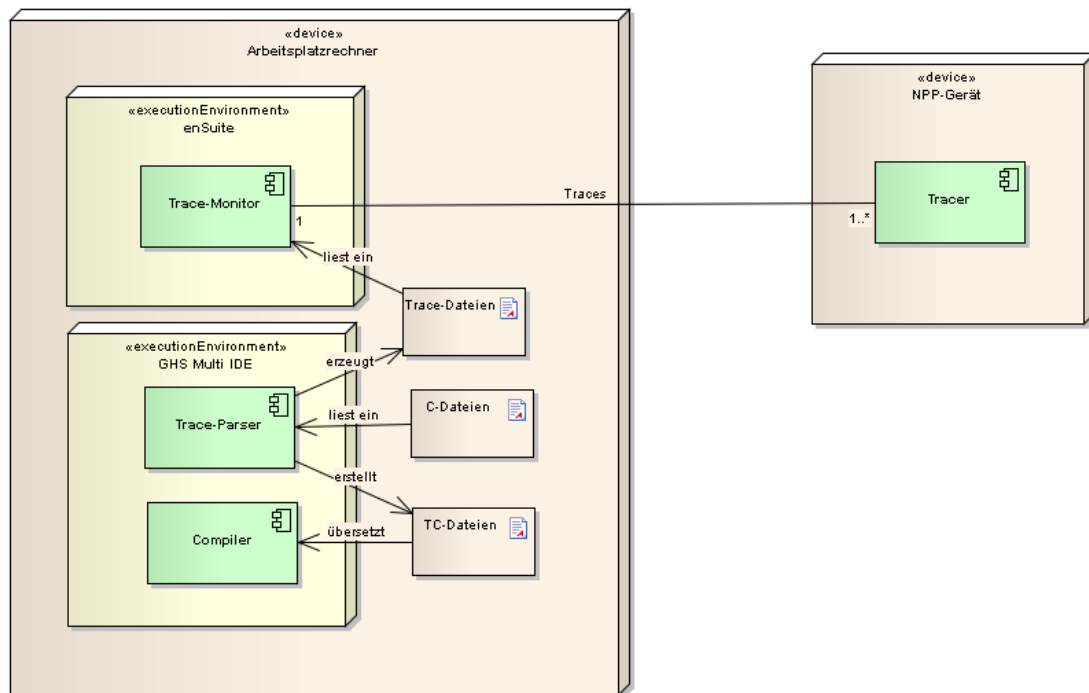 «device»
Arbeitsplatzrechner
«executionEnvironment»
enSuite
Trace-Monitor
1
Traces
«device»
NPP-Gerät
Tracer
1..*
liest ein
Trace-Dateien
«executionEnvironment»
GHS Multi IDE
erzeugt
Trace-Parser
liest ein
C-Dateien
erstellt
TC-Dateien
Compiler
übersetzt